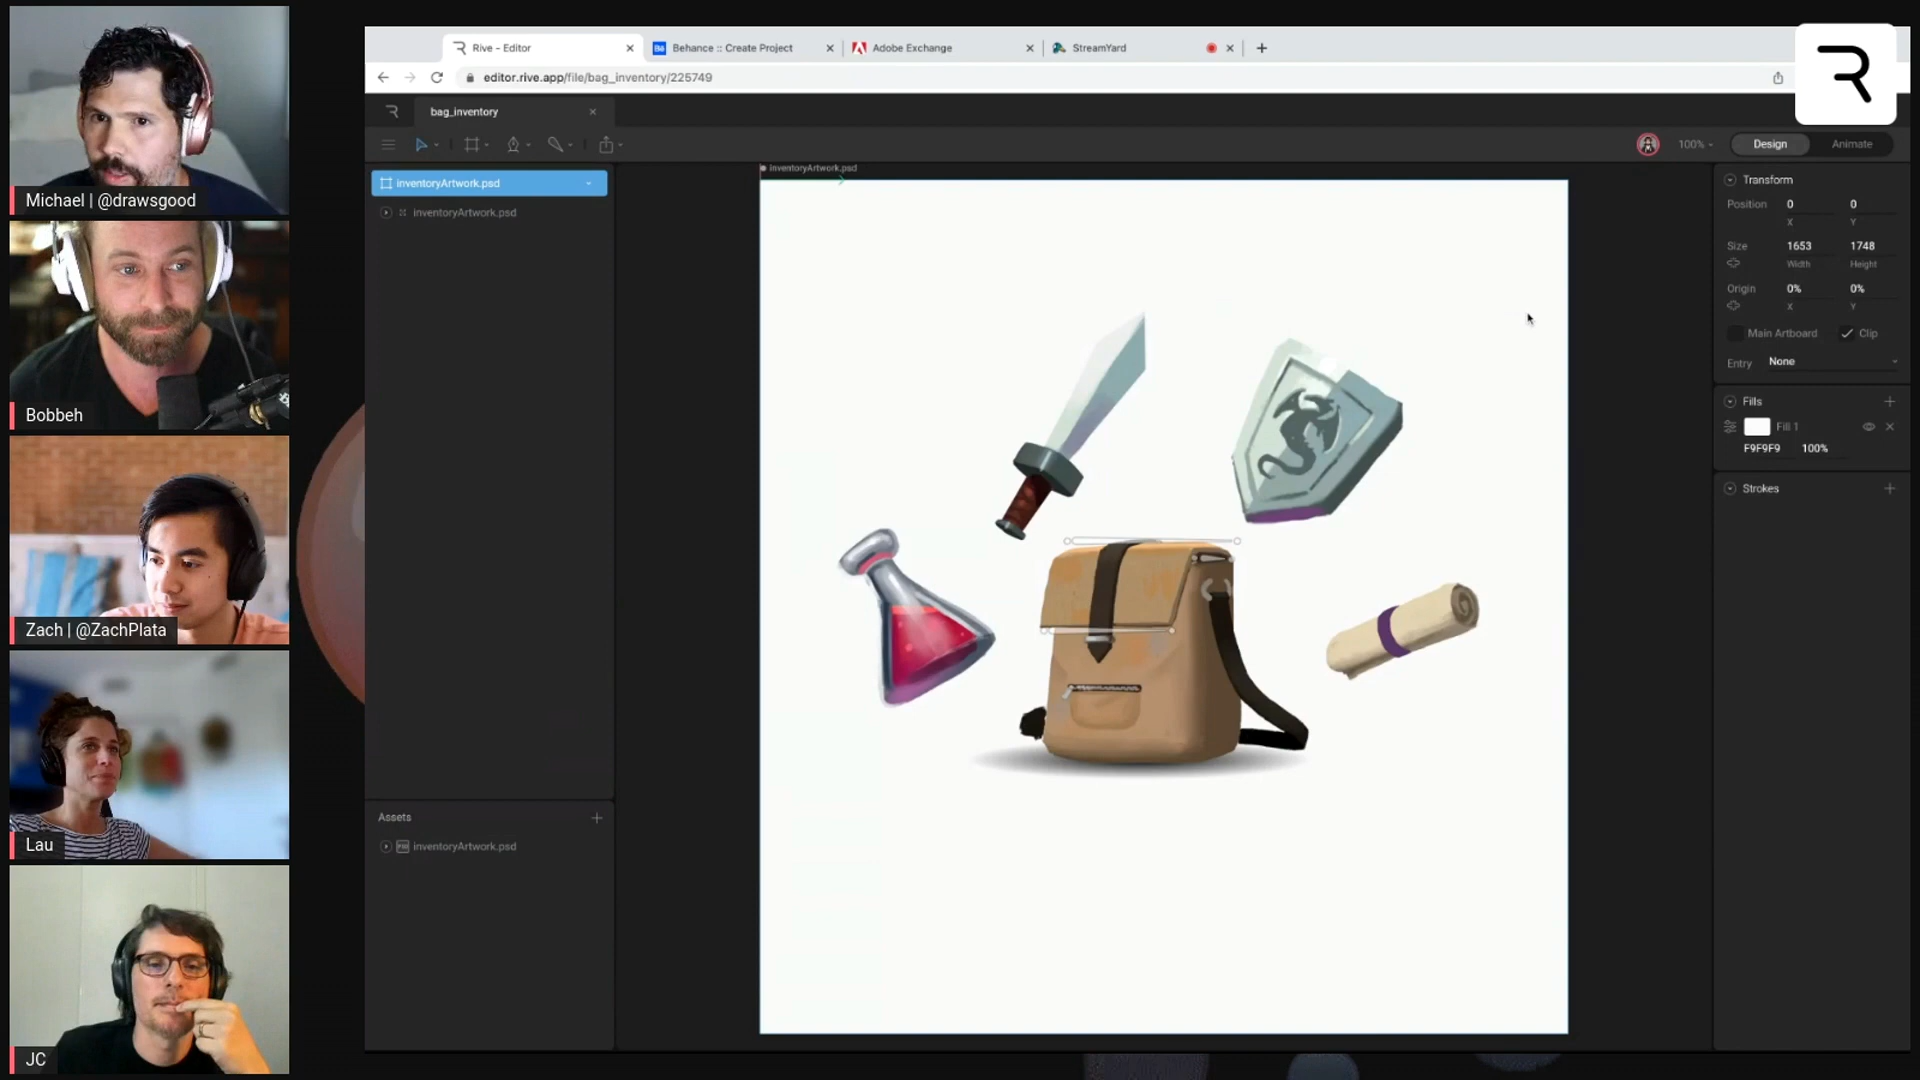 Michael | @drawsgood
Bobbeh
Zach | @ZachPlata
Lau
JC
Rive - Editor
Behance :: Create Project
Adobe Exchange
StreamYard
editor.rive.app/file/bag_inventory/225749
bag_inventory
100%
Design
Animate
inventoryArtwork.psd
inventoryArtwork.psd
inventoryArtwork.psd
Assets
inventoryArtwork.psd
Transform
Position 0 0
X Y
Size 1653 1748
Width Height
Origin 0% 0%
X Y
Main Artboard Clip
Entry None
Fills
Fill 1
F9F9F9 100%
Strokes